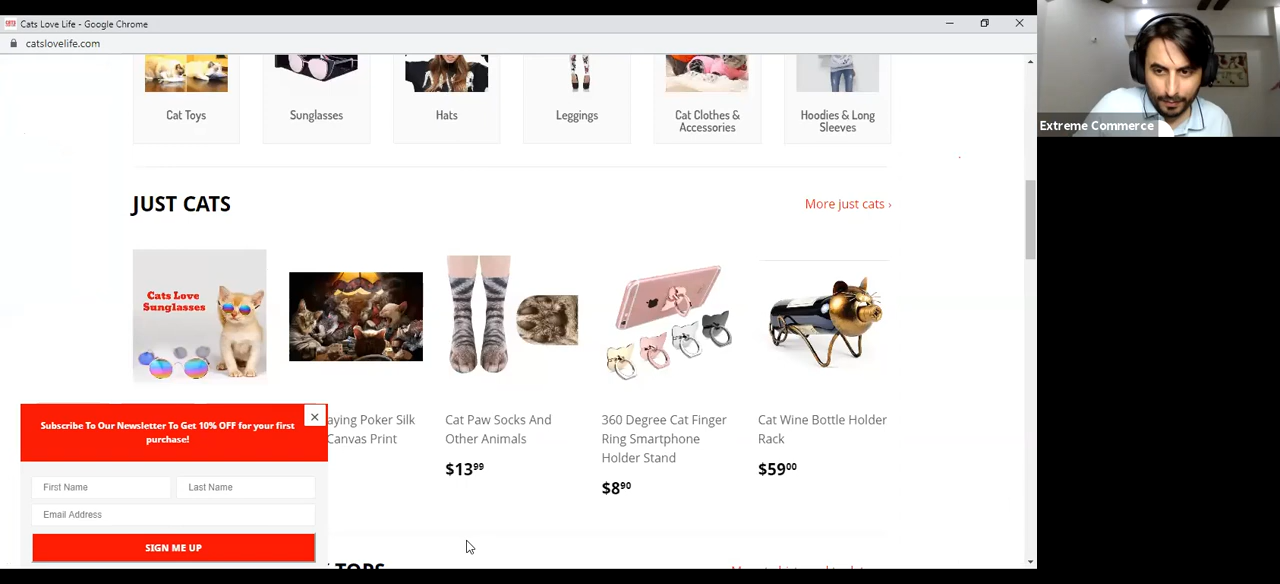 Cats Love Life - Google Chrome
catslovelife.com
Cat Toys
Sunglasses
Hats
Leggings
Cat Clothes &
Accessories
Hoodies & Long
Sleeves
Extreme Commerce
JUST CATS
More just cats ›
Cats Love
Sunglasses
aying Poker Silk
Canvas Print
Cat Paw Socks And
Other Animals
$13.99
360 Degree Cat Finger
Ring Smartphone
Holder Stand
$8.90
Cat Wine Bottle Holder
Rack
$59.00
Subscribe To Our Newsletter To Get 10% OFF for your first
purchase!
First Name
Last Name
Email Address
SIGN ME UP
TOPS